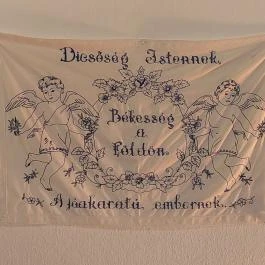 Dicsőség Istennek,
Békesség
a
földön.
A jóakaratú, embernek..